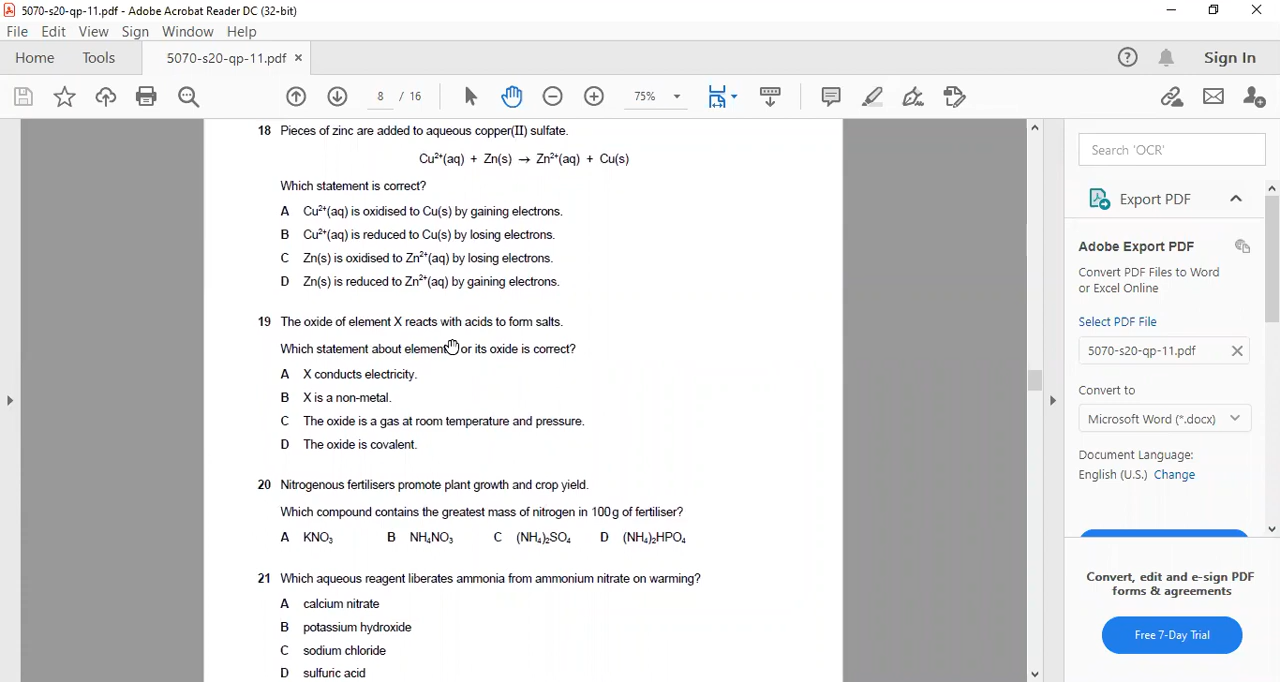 5070-s20-qp-11.pdf - Adobe Acrobat Reader DC (32-bit)
File Edit View Sign Window Help
Home Tools 5070-s20-qp-11.pdf × Sign In
8 / 16 75%
18 Pieces of zinc are added to aqueous copper(II) sulfate.
Cu²⁺(aq) + Zn(s) → Zn²⁺(aq) + Cu(s)
Which statement is correct?
A Cu²⁺(aq) is oxidised to Cu(s) by gaining electrons.
B Cu²⁺(aq) is reduced to Cu(s) by losing electrons.
C Zn(s) is oxidised to Zn²⁺(aq) by losing electrons.
D Zn(s) is reduced to Zn²⁺(aq) by gaining electrons.
19 The oxide of element X reacts with acids to form salts.
Which statement about element or its oxide is correct?
A X conducts electricity.
B X is a non-metal.
C The oxide is a gas at room temperature and pressure.
D The oxide is covalent.
20 Nitrogenous fertilisers promote plant growth and crop yield.
Which compound contains the greatest mass of nitrogen in 100 g of fertiliser?
A KNO₃ B NH₄NO₃ C (NH₄)₂SO₄ D (NH₄)₂HPO₄
21 Which aqueous reagent liberates ammonia from ammonium nitrate on warming?
A calcium nitrate
B potassium hydroxide
C sodium chloride
D sulfuric acid
Search 'OCR'
Export PDF
Adobe Export PDF
Convert PDF Files to Word
or Excel Online
Select PDF File
5070-s20-qp-11.pdf
Convert to
Microsoft Word (*.docx)
Document Language:
English (U.S.) Change
Convert, edit and e-sign PDF
forms & agreements
Free 7-Day Trial